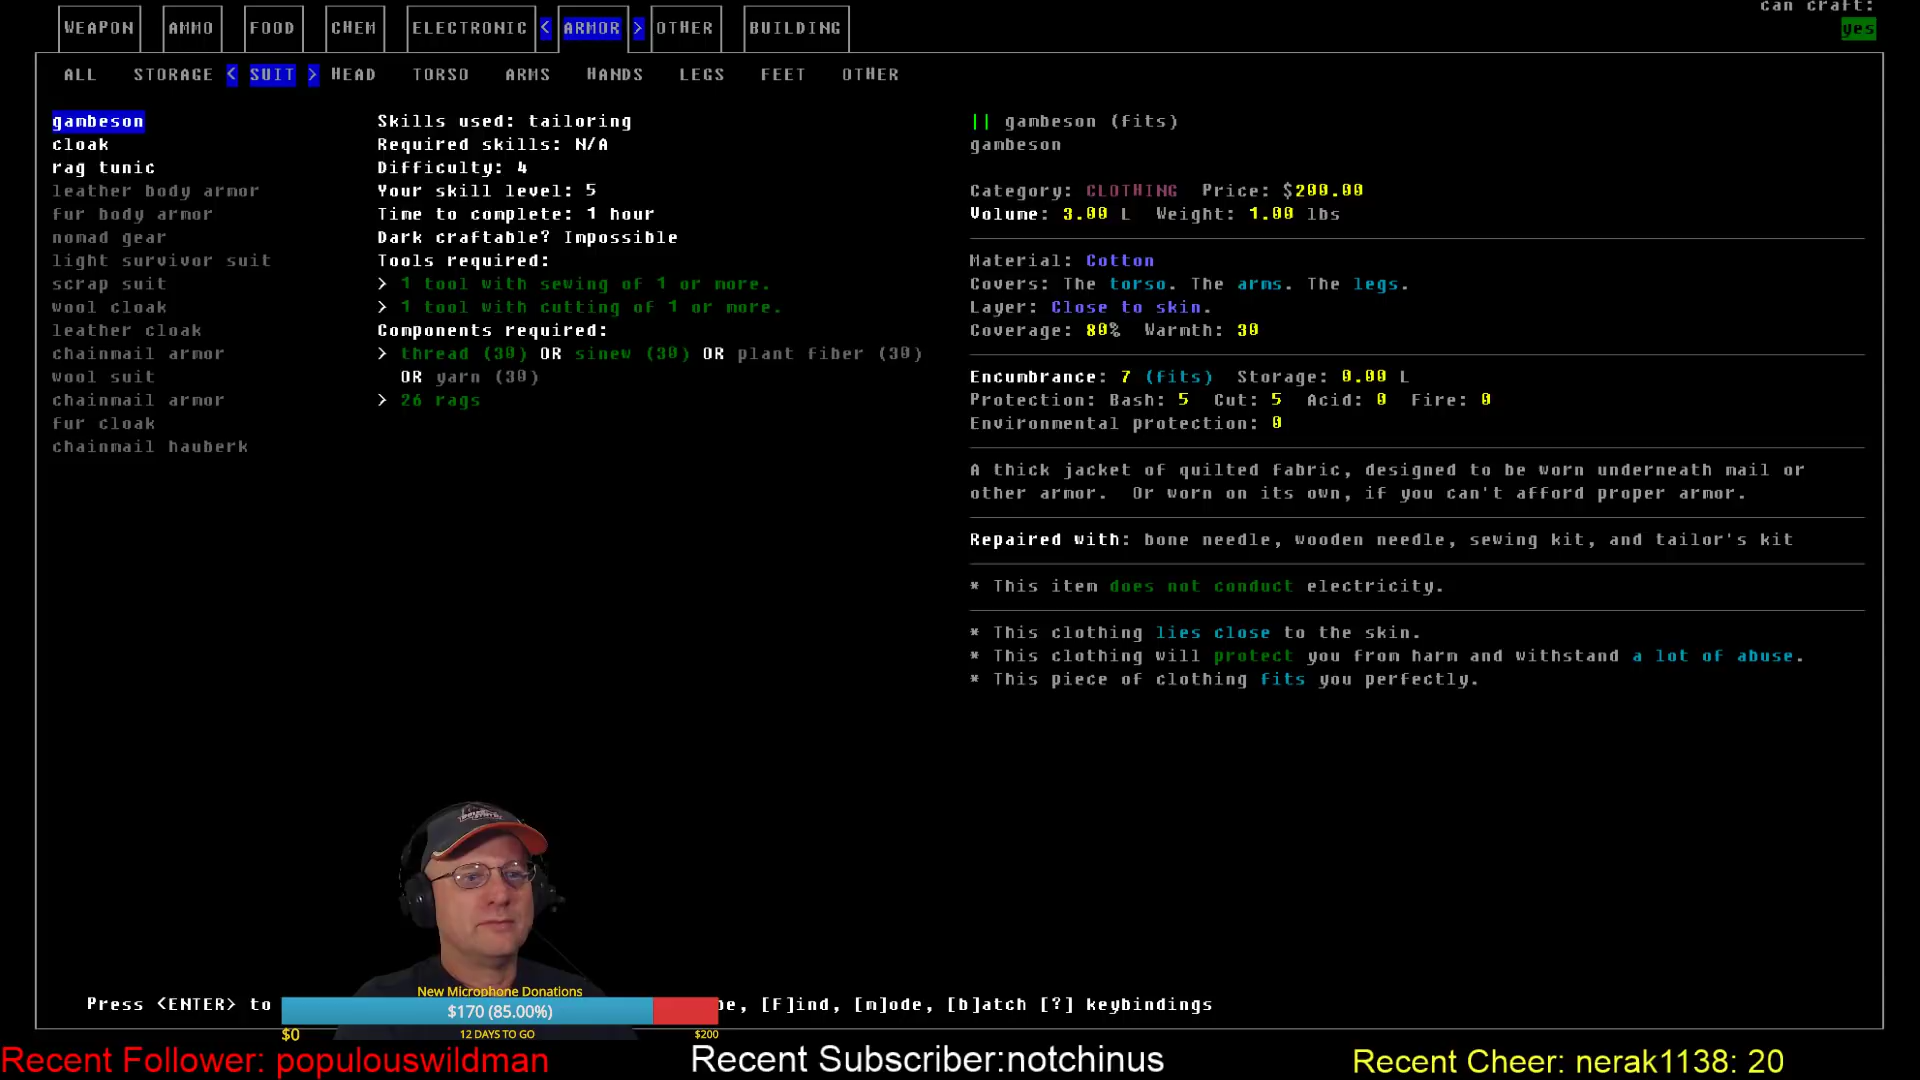 can craft:
WEAPON AMMO FOOD CHEM ELECTRONIC < ARMOR > OTHER BUILDING yes
ALL STORAGE < SUIT > HEAD TORSO ARMS HANDS LEGS FEET OTHER
gambeson
cloak
rag tunic
leather body armor
fur body armor
nomad gear
light survivor suit
scrap suit
wool cloak
leather cloak
chainmail armor
wool suit
chainmail armor
fur cloak
chainmail hauberk
Skills used: tailoring
Required skills: N/A
Difficulty: 4
Your skill level: 5
Time to complete: 1 hour
Dark craftable? Impossible
Tools required:
> 1 tool with sewing of 1 or more.
> 1 tool with cutting of 1 or more.
Components required:
> thread (30) OR sinew (30) OR plant fiber (30)
OR yarn (30)
> 26 rags
|| gambeson (fits)
gambeson
Category: CLOTHING Price: $200.00
Volume: 3.00 L Weight: 1.00 lbs
Material: Cotton
Covers: The torso. The arms. The legs.
Layer: Close to skin.
Coverage: 80% Warmth: 30
Encumbrance: 7 (fits) Storage: 0.00 L
Protection: Bash: 5 Cut: 5 Acid: 0 Fire: 0
Environmental protection: 0
A thick jacket of quilted fabric, designed to be worn underneath mail or
other armor. Or worn on its own, if you can't afford proper armor.
Repaired with: bone needle, wooden needle, sewing kit, and tailor's kit
* This item does not conduct electricity.
* This clothing lies close to the skin.
* This clothing will protect you from harm and withstand a lot of abuse.
* This piece of clothing fits you perfectly.
New Microphone Donations
Press <ENTER> to $170 (85.00%) pe, [F]ind, [m]ode, [b]atch [?] keybindings
$0 12 DAYS TO GO $200
Recent Follower: populouswildman Recent Subscriber:notchinus Recent Cheer: nerak1138: 20